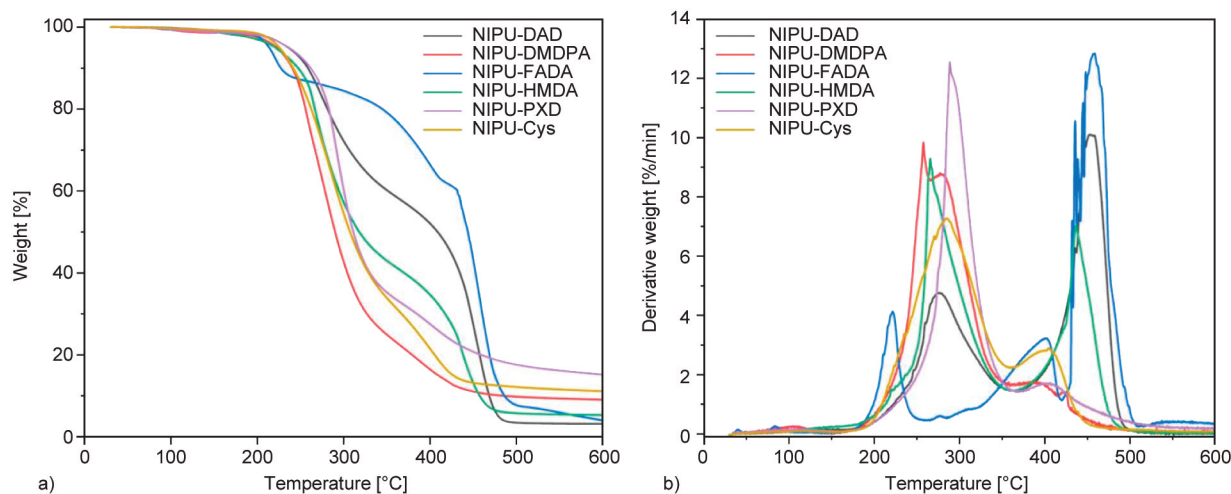 100
80
60
40
20
0
Weight [%]
NIPU-DAD
NIPU-DMDPA
NIPU-FADA
NIPU-HMDA
NIPU-PXD
NIPU-Cys
0
100
200
300
400
500
600
Temperature [°C]
a)
14
12
10
8
6
4
2
0
Derivative weight [%/min]
NIPU-DAD
NIPU-DMDPA
NIPU-FADA
NIPU-HMDA
NIPU-PXD
NIPU-Cys
0
100
200
300
400
500
600
Temperature [°C]
b)